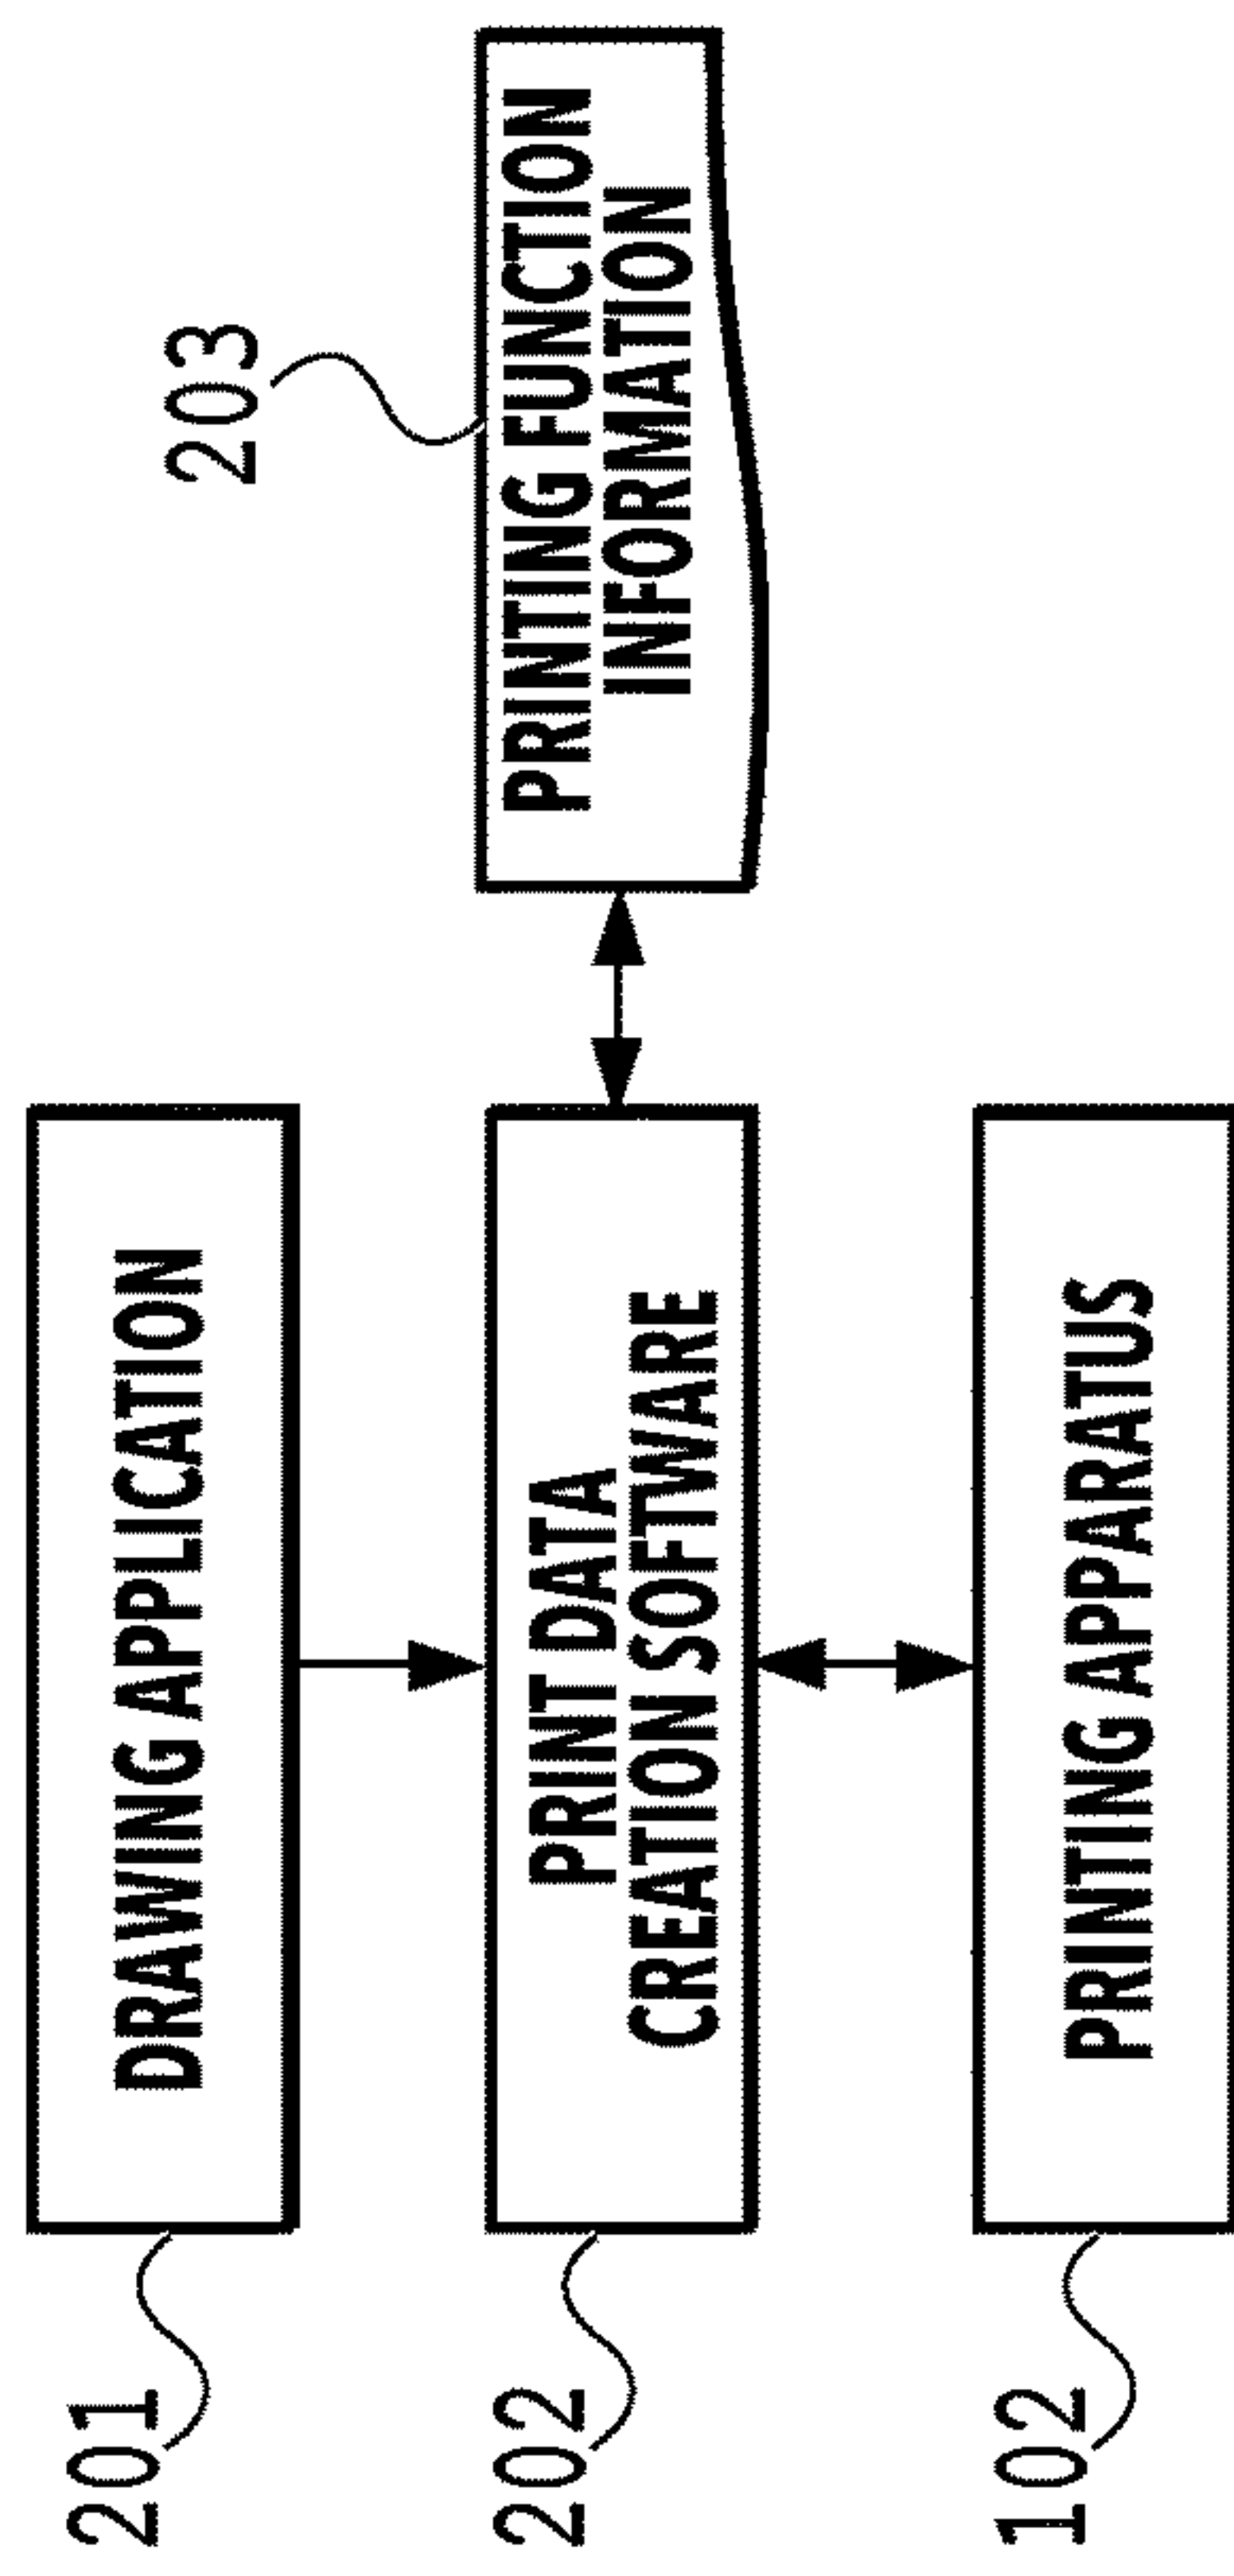 201
DRAWING APPLICATION
202
PRINT DATA
CREATION SOFTWARE
203
PRINTING FUNCTION
INFORMATION
102
PRINTING APPARATUS